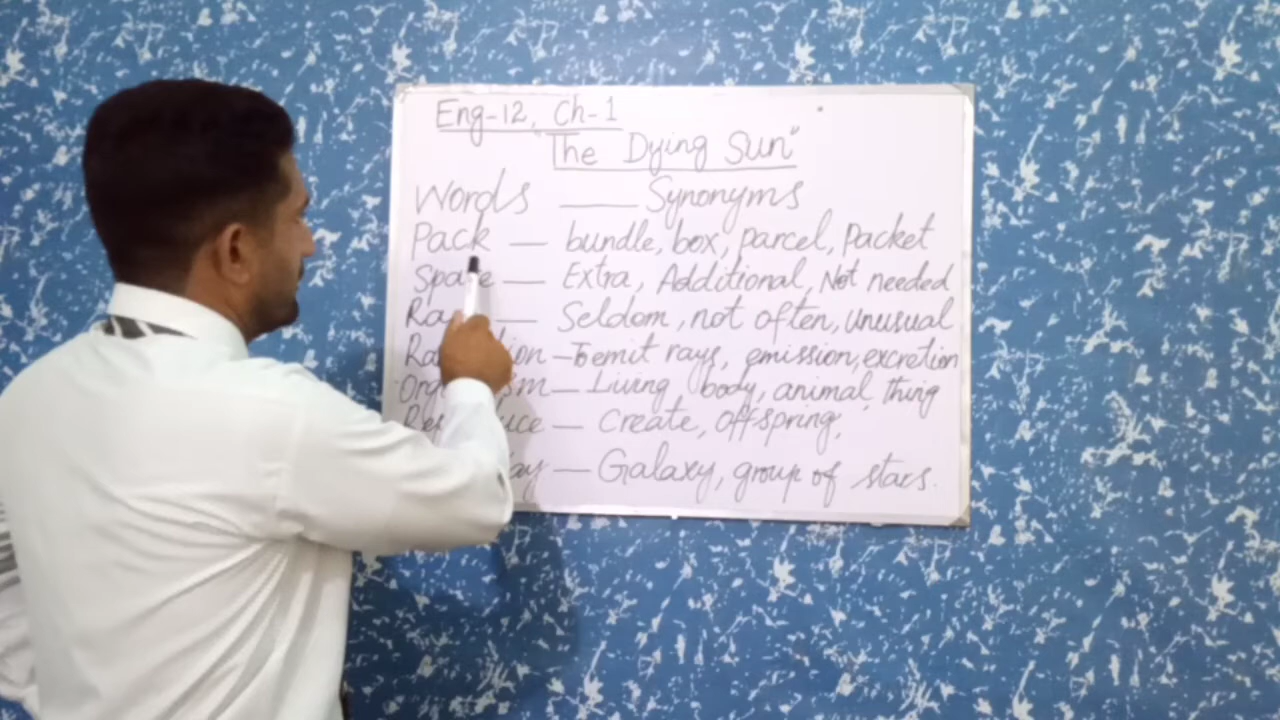 Eng-12, Ch-1
"The Dying Sun"
Words — Synonyms
Pack — bundle, box, parcel, Packet
Spare — Extra, Additional, Not needed
— Seldom, not often, unusual
— To emit rays, emission, excretion
— Living body, animal, thing
— Create, offspring,
— Galaxy, group of stars.